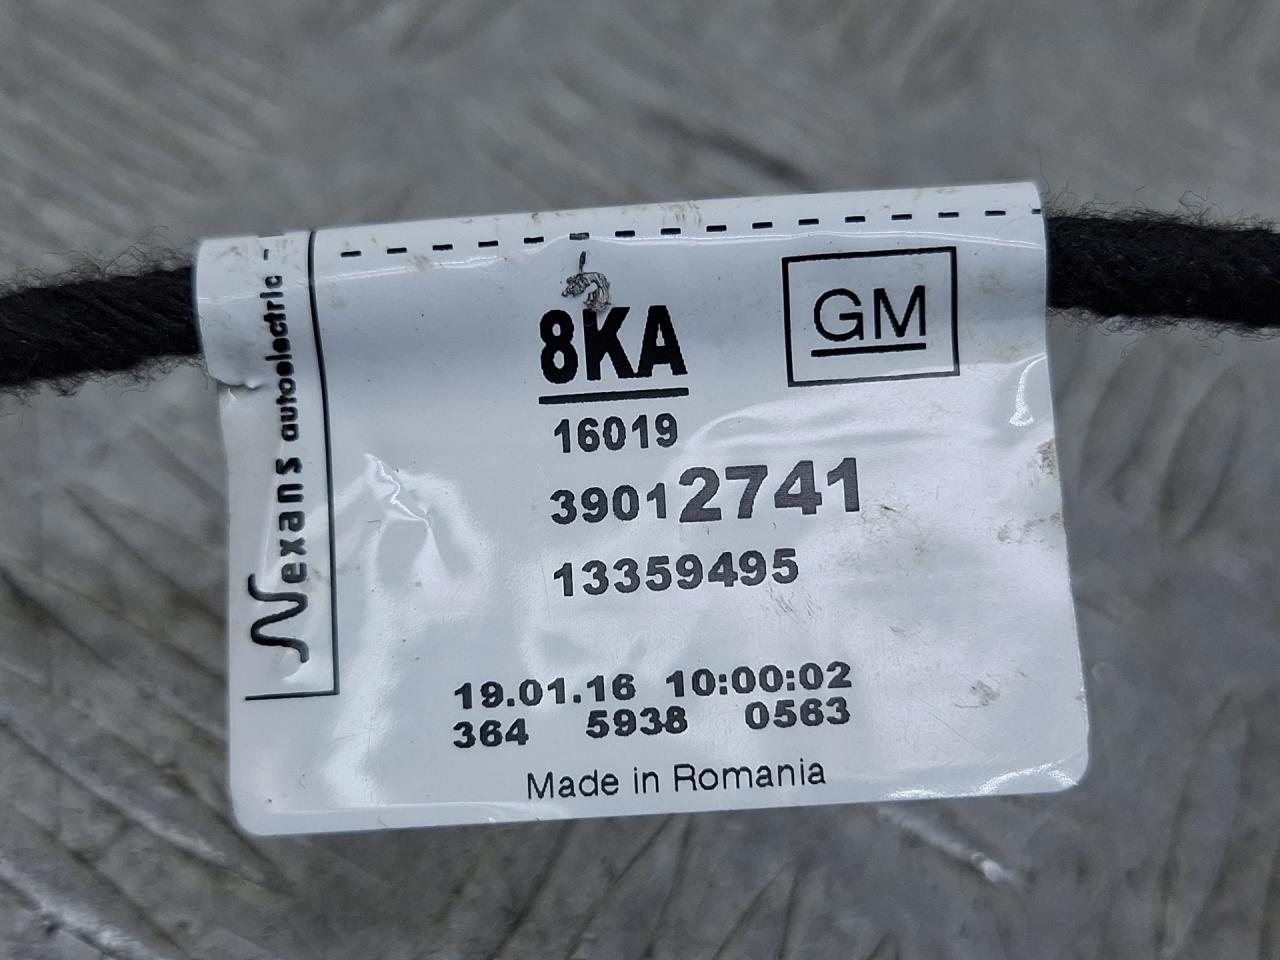 Nexans autoelectric
8KA
GM
16019
39012741
13359495
19.01.16 10:00:02
364 5938 0563
Made in Romania